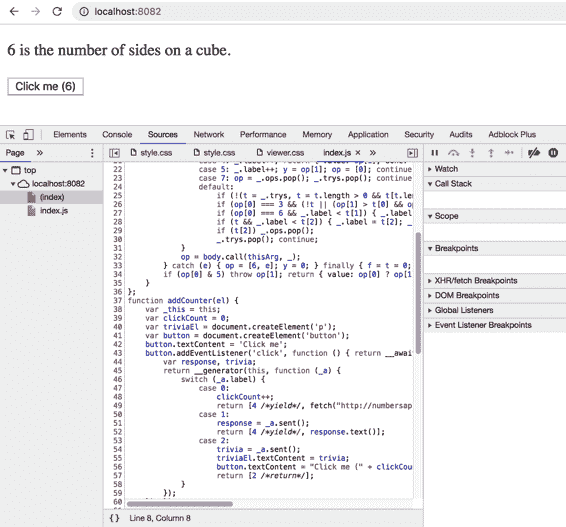 localhost:8082
6 is the number of sides on a cube.
Click me (6)
Elements Console Sources Network Performance Memory Application Security Audits Adblock Plus
Page » style.css style.css viewer.css index.js × »
top
localhost:8082
(index)
index.js
Watch
Call Stack
Scope
Breakpoints
XHR/fetch Breakpoints
DOM Breakpoints
Global Listeners
Event Listener Breakpoints
22 case 5: _.label++; y = op[1]; op = [0]; contin
23 case 7: op = _.ops.pop(); _.trys.pop(); continue
24 default:
25 if (!(t = _.trys, t = t.length > 0 && t[t.len
26 if (op[0] === 3 && (!t || (op[1] > t[0] && op
27 if (op[0] === 6 && _.label < t[1]) { _.label
28 if (t && _.label < t[2]) { _.label = t[2]; _
29 if (t[2]) _.ops.pop();
30 _.trys.pop(); continue;
31 }
32 op = body.call(thisArg, _);
33 } catch (e) { op = [6, e]; y = 0; } finally { f = t = 0;
34 if (op[0] & 5) throw op[1]; return { value: op[0] ? op[1
35 }
36 };
37 function addCounter(el) {
38 var _this = this;
39 var clickCount = 0;
40 var triviaEl = document.createElement('p');
41 var button = document.createElement('button');
42 button.textContent = 'Click me';
43 button.addEventListener('click', function () { return __awai
44 var response, trivia;
45 return __generator(this, function (_a) {
46 switch (_a.label) {
47 case 0:
48 clickCount++;
49 return [4 /*yield*/, fetch("http://numbersap
50 case 1:
51 response = _a.sent();
52 return [4 /*yield*/, response.text()];
53 case 2:
54 trivia = _a.sent();
55 triviaEl.textContent = trivia;
56 button.textContent = "Click me (" + clickCou
57 return [2 /*return*/];
58 }
59 });
60
{} Line 8, Column 8